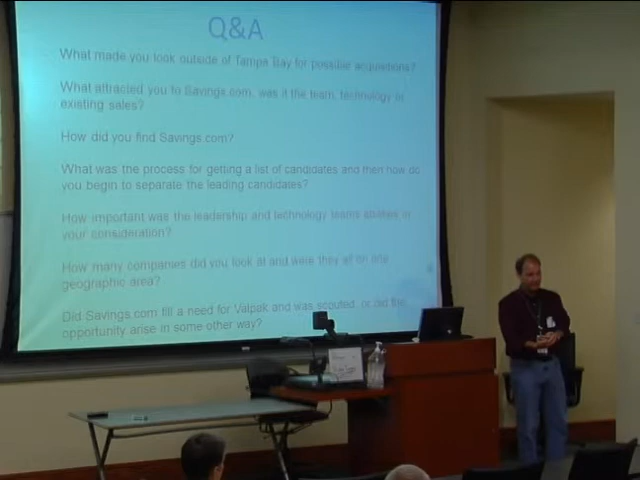 Q&A
What made you look outside of Tampa Bay for possible acquisitions?
What attracted you to Savings.com, was it the team, technology or
existing sales?
How did you find Savings.com?
What was the process for getting a list of candidates and then how do
you begin to separate the leading candidates?
How important was the leadership and technology teams in
your consideration?
How many companies did you look at and were they all on one
geographic area?
Did Savings.com fill a need for Valpak and was scouted, or did the
opportunity arise in some other way?